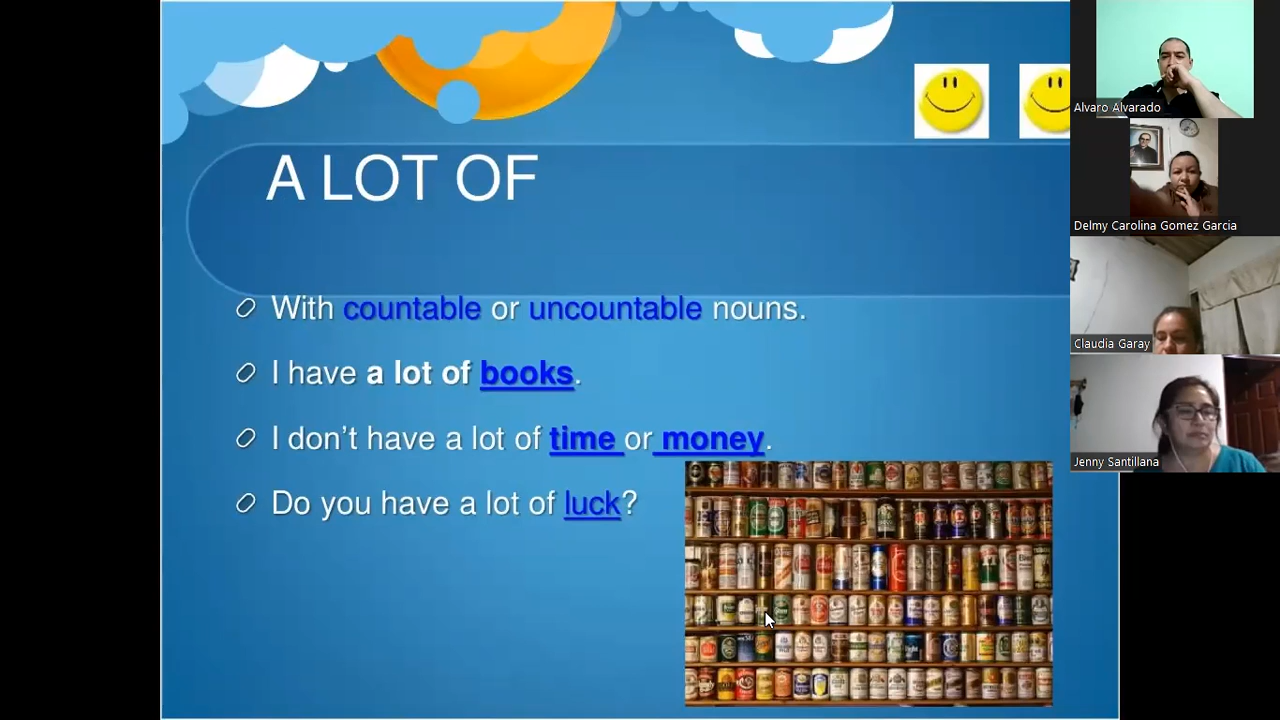 A LOT OF
With countable or uncountable nouns.
I have a lot of books.
I don't have a lot of time or money.
Do you have a lot of luck?
Alvaro Alvarado
Delmy Carolina Gomez Garcia
Claudia Garay
Jenny Santillana